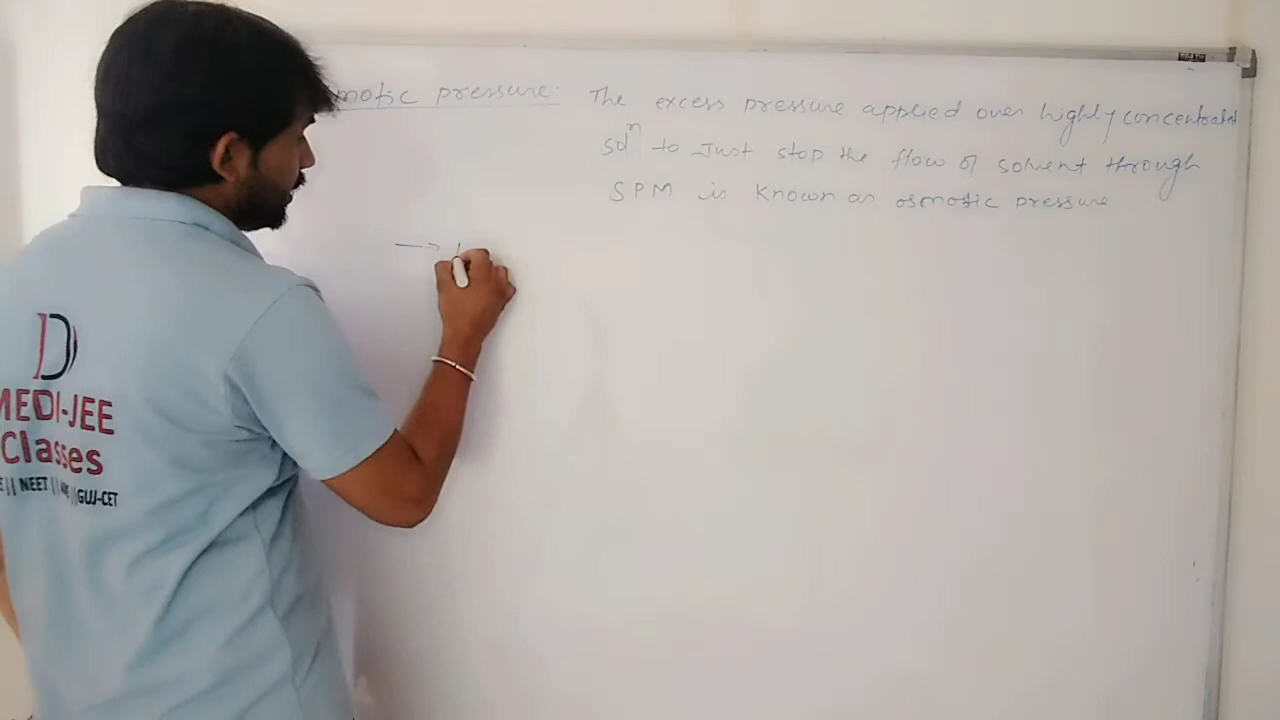 smotic pressure: The excess pressure applied over highly concentrated
solⁿ to Just stop the flow of solvent through
SPM is known as osmotic pressure
→
D
MEDI-JEE
Classes
|| NEET || || GUJ-CET